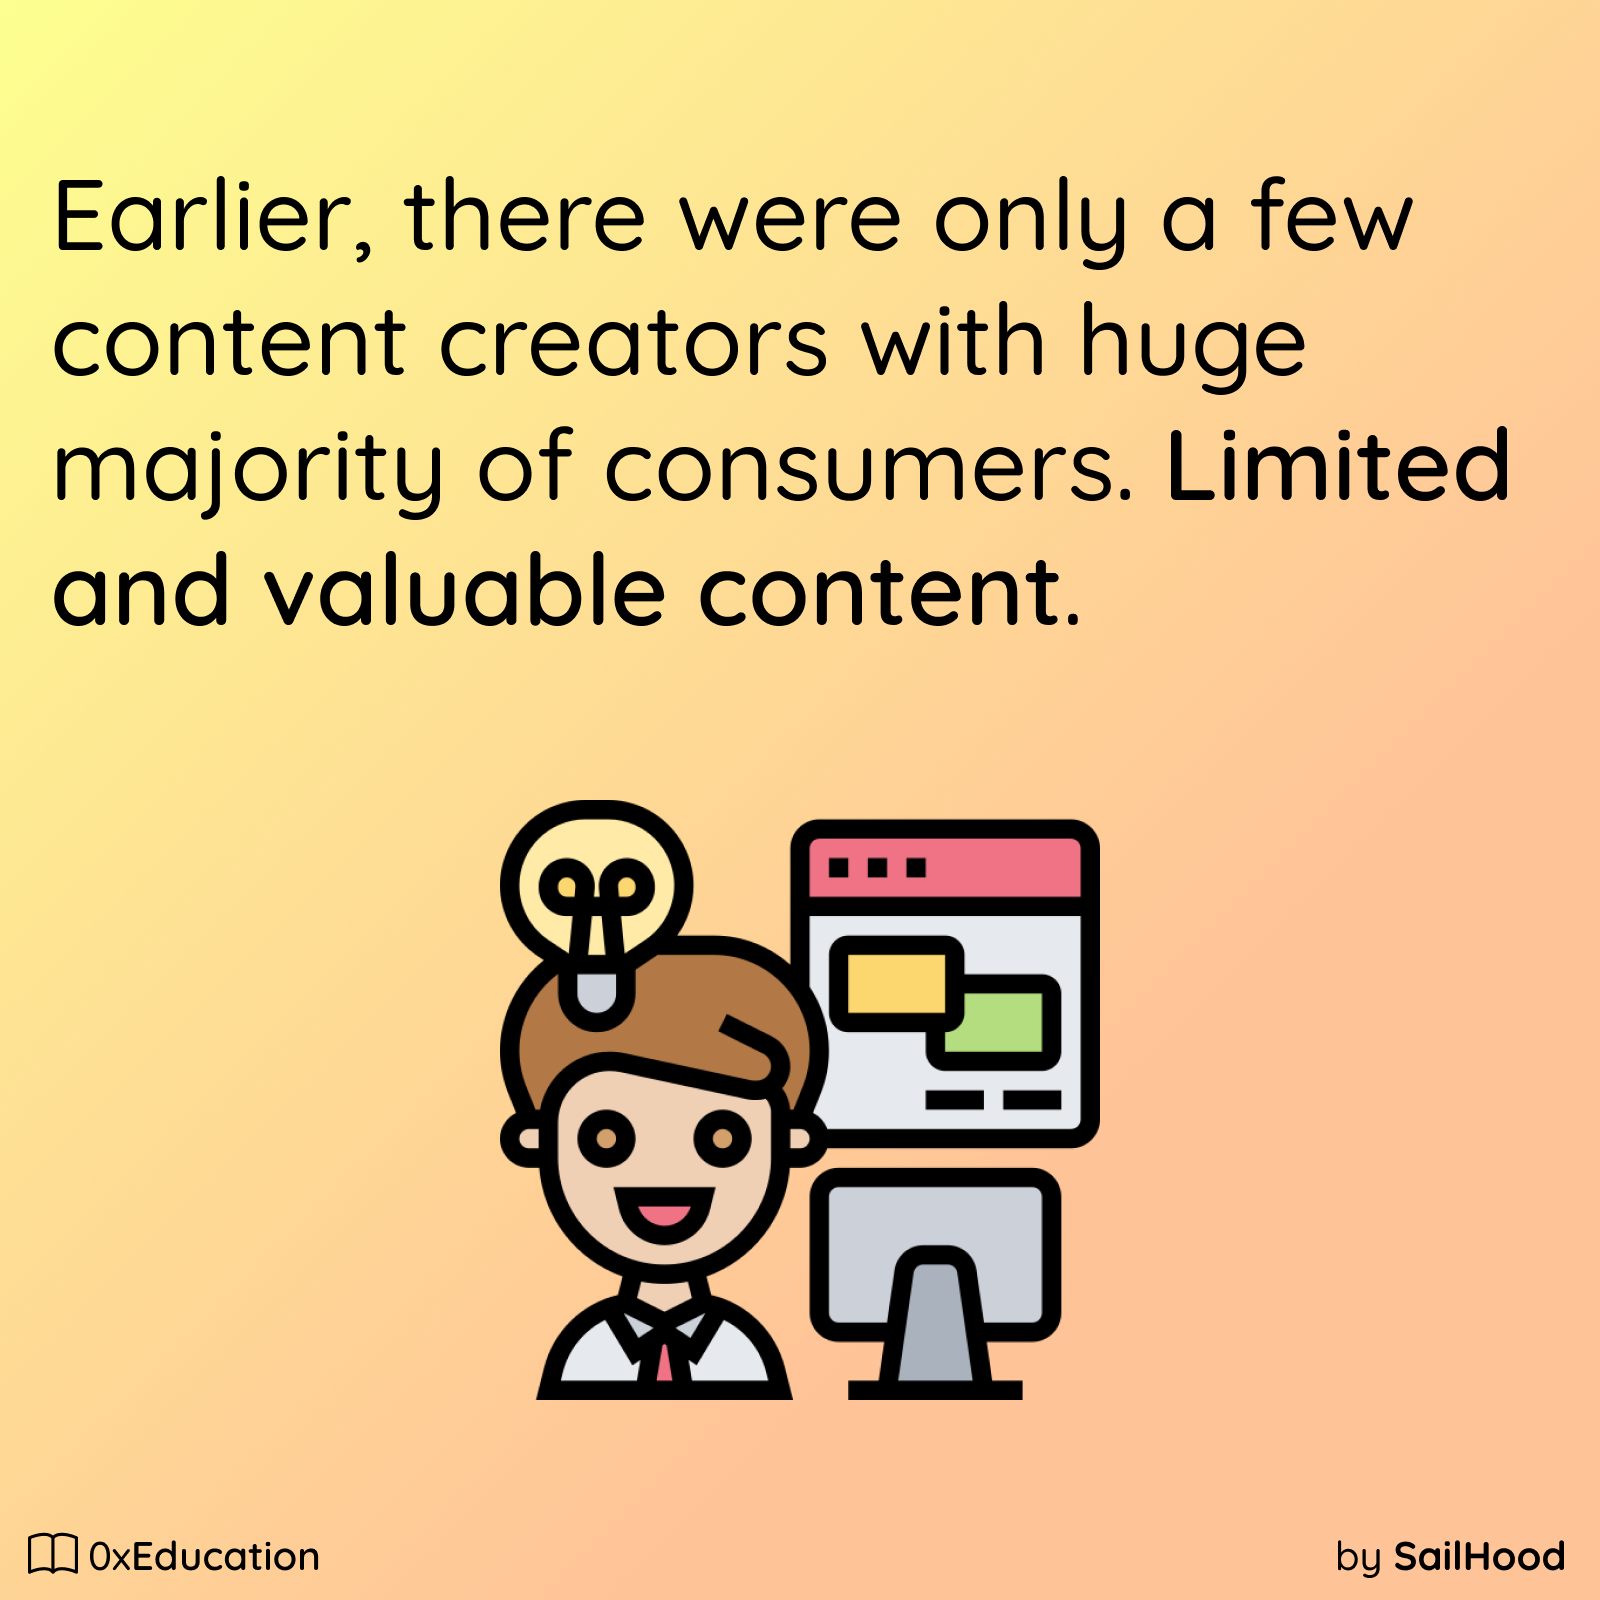 Earlier, there were only a few
content creators with huge
majority of consumers. Limited
and valuable content.
0xEducation
by SailHood